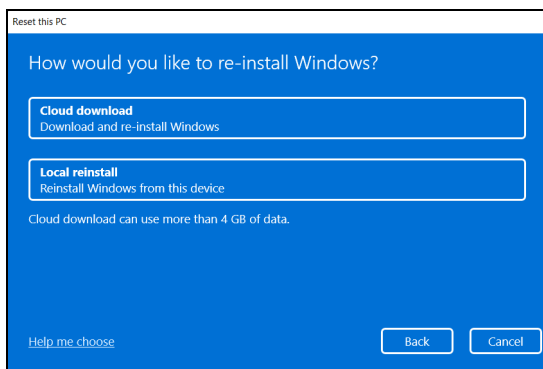 Reset this PC
How would you like to re-install Windows?
Cloud download
Download and re-install Windows
Local reinstall
Reinstall Windows from this device
Cloud download can use more than 4 GB of data.
Help me choose
Back
Cancel